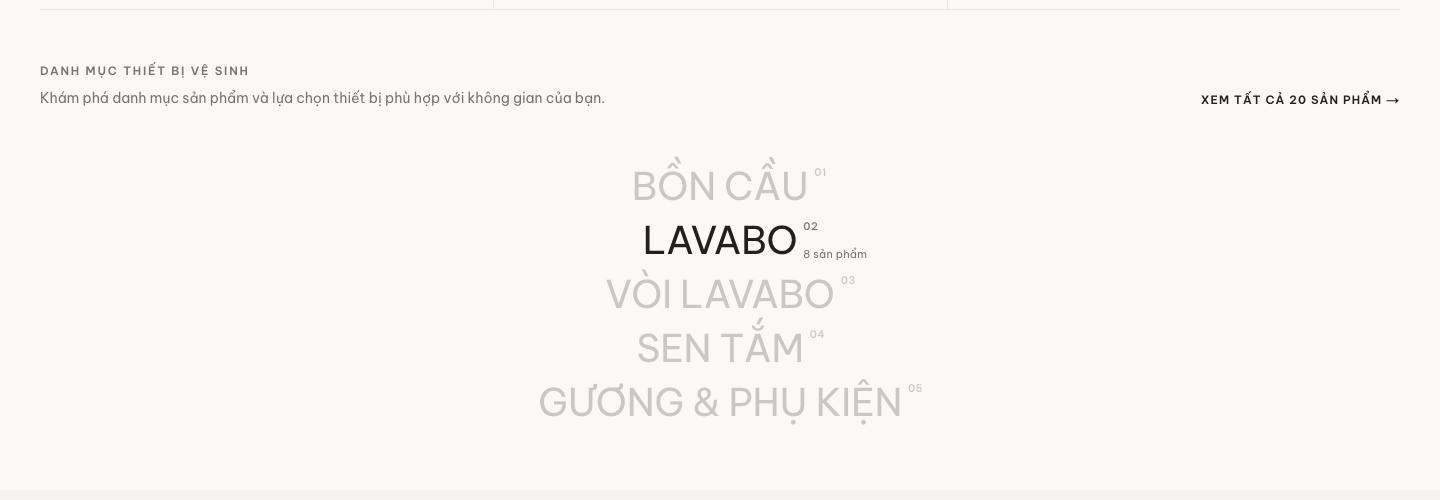 DANH MỤC THIẾT BỊ VỆ SINH
Khám phá danh mục sản phẩm và lựa chọn thiết bị phù hợp với không gian của bạn.
XEM TẤT CẢ 20 SẢN PHẨM →
BỒN CẦU 01
LAVABO 02
8 sản phẩm
VÒI LAVABO 03
SEN TẮM 04
GƯƠNG & PHỤ KIỆN 05